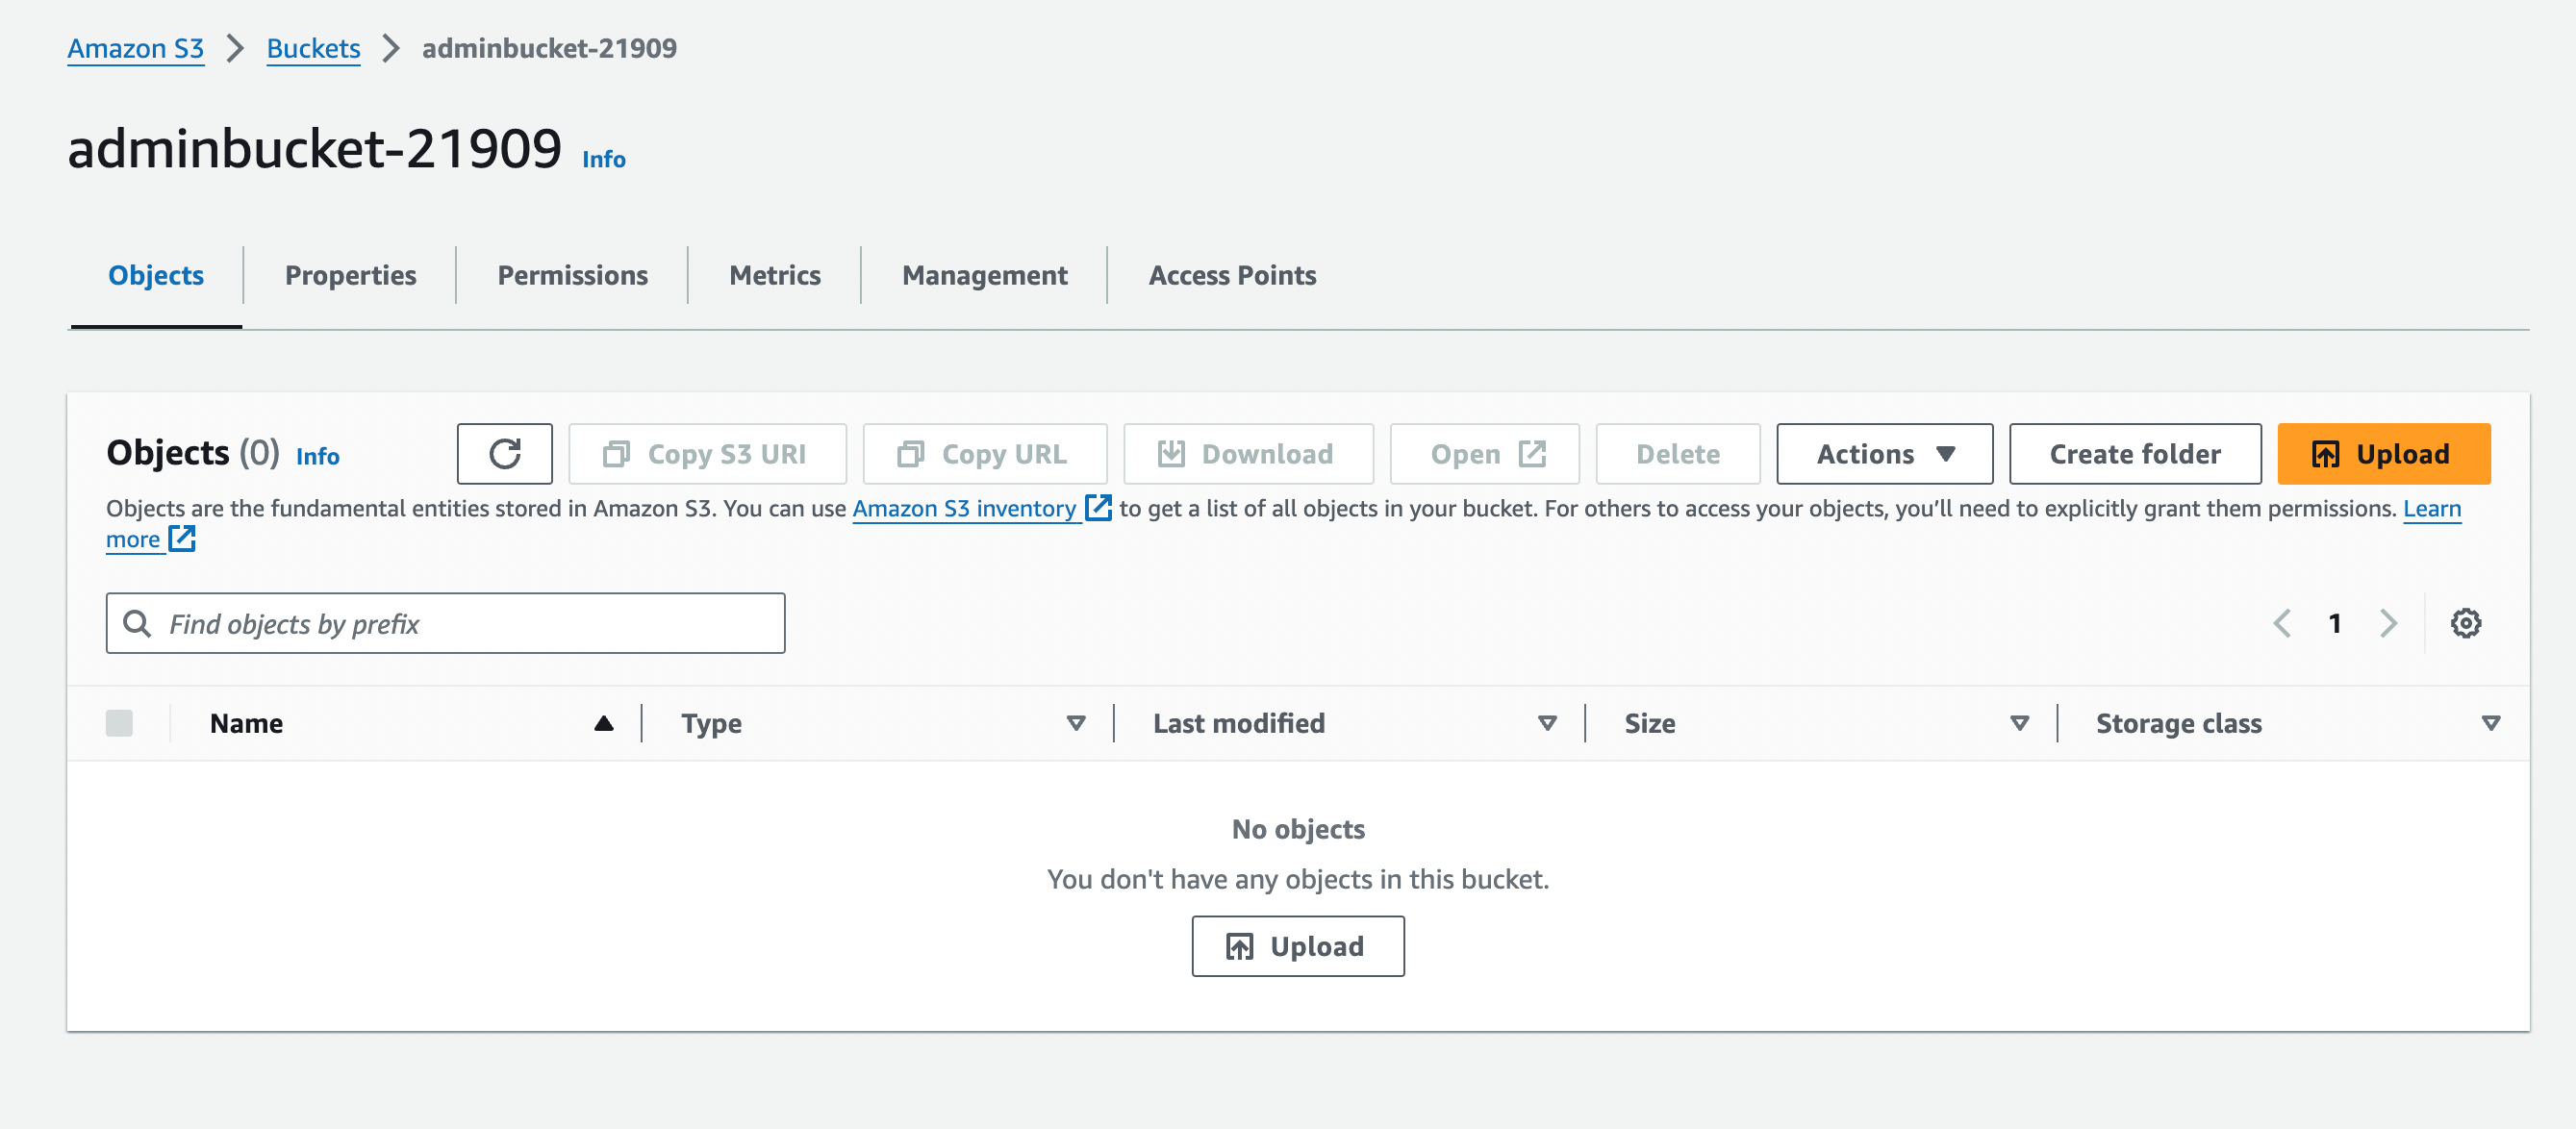 Amazon S3 > Buckets > adminbucket-21909
adminbucket-21909 Info
Objects Properties Permissions Metrics Management Access Points
Objects (0) Info Copy S3 URI Copy URL Download Open Delete Actions Create folder Upload
Objects are the fundamental entities stored in Amazon S3. You can use Amazon S3 inventory to get a list of all objects in your bucket. For others to access your objects, you’ll need to explicitly grant them permissions. Learn
more
Find objects by prefix 1
Name Type Last modified Size Storage class
No objects
You don't have any objects in this bucket.
Upload